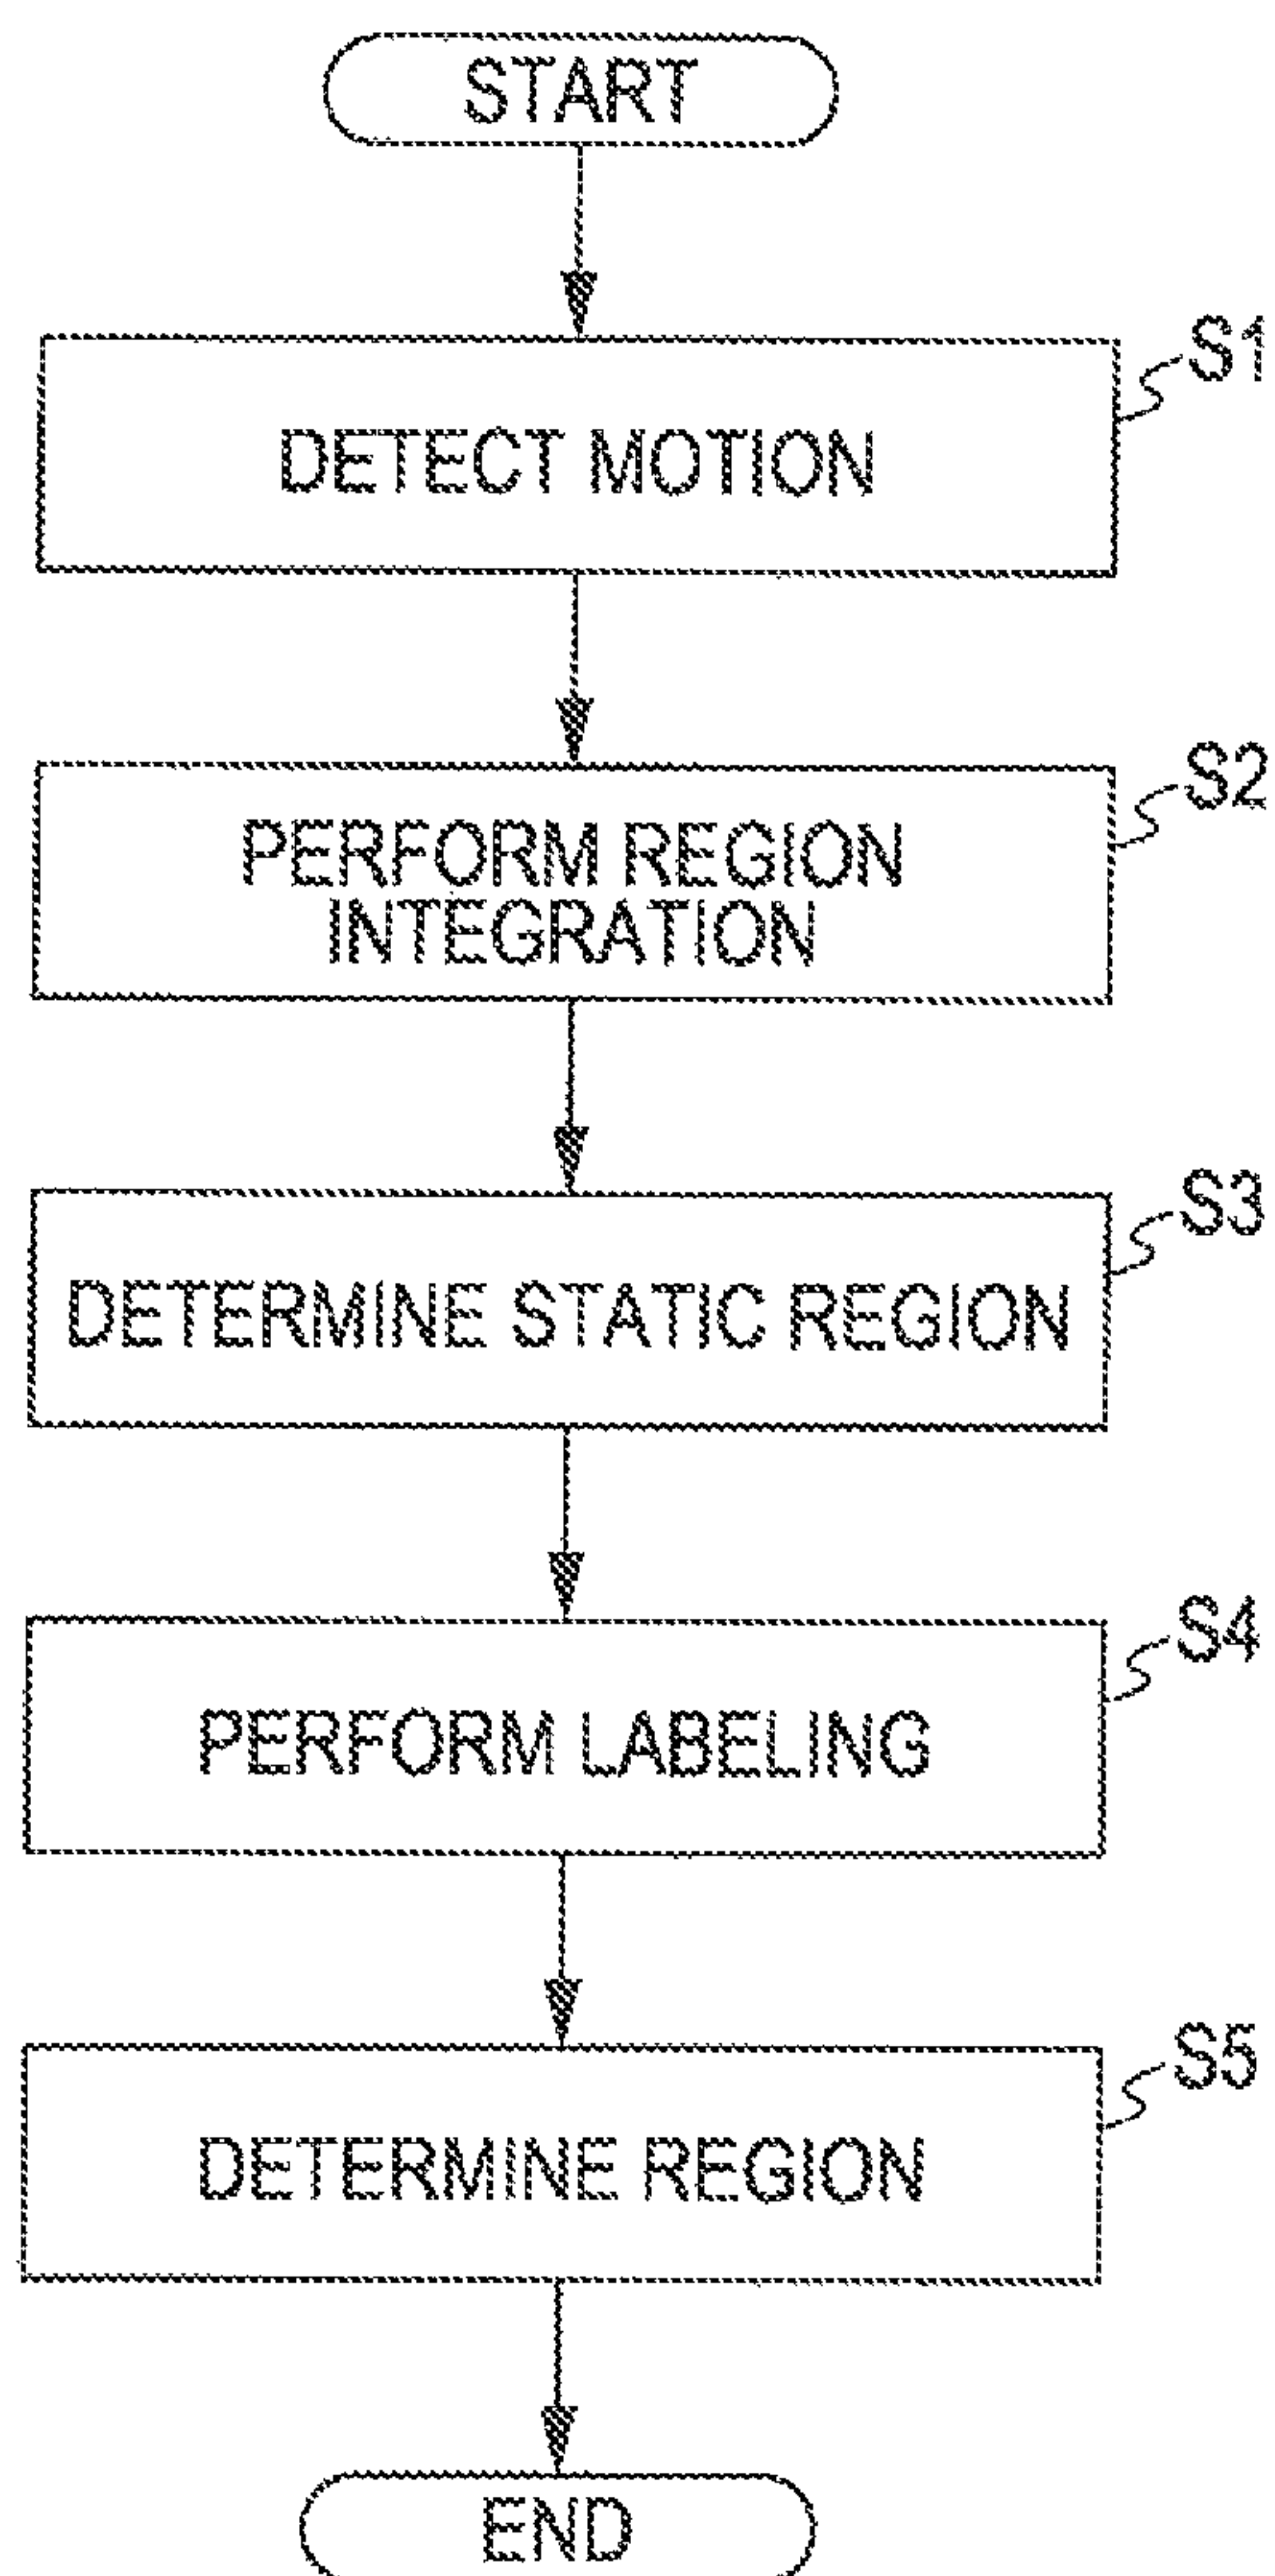 START
S1
DETECT MOTION
S2
PERFORM REGION
INTEGRATION
S3
DETERMINE STATIC REGION
S4
PERFORM LABELING
S5
DETERMINE REGION
END